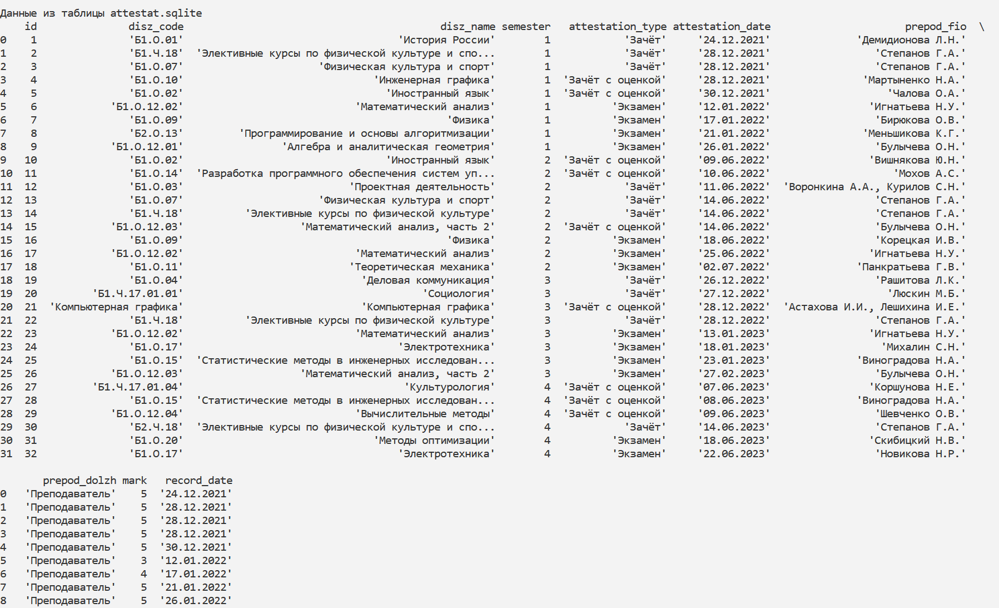 Данные из таблицы attestat.sqlite
id disz_code disz_name semester attestation_type attestation_date prepod_fio \
0 1 'Б1.О.01' 'История России' 1 'Зачёт' '24.12.2021' 'Демидионова Л.Н.'
1 2 'Б1.Ч.18' 'Элективные курсы по физической культуре и спо... 1 'Зачёт' '28.12.2021' 'Степанов Г.А.'
2 3 'Б1.О.07' 'Физическая культура и спорт' 1 'Зачёт' '28.12.2021' 'Степанов Г.А.'
3 4 'Б1.О.10' 'Инженерная графика' 1 'Зачёт с оценкой' '28.12.2021' 'Мартыненко Н.А.'
4 5 'Б1.О.02' 'Иностранный язык' 1 'Зачёт с оценкой' '30.12.2021' 'Чалова О.А.'
5 6 'Б1.О.12.02' 'Математический анализ' 1 'Экзамен' '12.01.2022' 'Игнатьева Н.У.'
6 7 'Б1.О.09' 'Физика' 1 'Экзамен' '17.01.2022' 'Бирюкова О.В.'
7 8 'Б2.О.13' 'Программирование и основы алгоритмизации' 1 'Экзамен' '21.01.2022' 'Меньшикова К.Г.'
8 9 'Б1.О.12.01' 'Алгебра и аналитическая геометрия' 1 'Экзамен' '26.01.2022' 'Булычева О.Н.'
9 10 'Б1.О.02' 'Иностранный язык' 2 'Зачёт с оценкой' '09.06.2022' 'Вишнякова Ю.Н.'
10 11 'Б1.О.14' 'Разработка программного обеспечения систем уп... 2 'Зачёт с оценкой' '10.06.2022' 'Мохов А.С.'
11 12 'Б1.О.03' 'Проектная деятельность' 2 'Зачёт' '11.06.2022' 'Воронкина А.А., Курилов С.Н.'
12 13 'Б1.О.07' 'Физическая культура и спорт' 2 'Зачёт' '14.06.2022' 'Степанов Г.А.'
13 14 'Б1.Ч.18' 'Элективные курсы по физической культуре' 2 'Зачёт' '14.06.2022' 'Степанов Г.А.'
14 15 'Б1.О.12.03' 'Математический анализ, часть 2' 2 'Зачёт с оценкой' '14.06.2022' 'Булычева О.Н.'
15 16 'Б1.О.09' 'Физика' 2 'Экзамен' '18.06.2022' 'Корецкая И.В.'
16 17 'Б1.О.12.02' 'Математический анализ' 2 'Экзамен' '25.06.2022' 'Игнатьева Н.У.'
17 18 'Б1.О.11' 'Теоретическая механика' 2 'Экзамен' '02.07.2022' 'Панкратьева Г.В.'
18 19 'Б1.О.04' 'Деловая коммуникация' 3 'Зачёт' '26.12.2022' 'Рашитова Л.К.'
19 20 'Б1.Ч.17.01.01' 'Социология' 3 'Зачёт' '27.12.2022' 'Люскин М.Б.'
20 21 'Компьютерная графика' 'Компьютерная графика' 3 'Зачёт с оценкой' '28.12.2022' 'Астахова И.И., Лешихина И.Е.'
21 22 'Б1.Ч.18' 'Элективные курсы по физической культуре' 3 'Зачёт' '28.12.2022' 'Степанов Г.А.'
22 23 'Б1.О.12.02' 'Математический анализ' 3 'Экзамен' '13.01.2023' 'Игнатьева Н.У.'
23 24 'Б1.О.17' 'Электротехника' 3 'Экзамен' '18.01.2023' 'Михалин С.Н.'
24 25 'Б1.О.15' 'Статистические методы в инженерных исследован... 3 'Экзамен' '23.01.2023' 'Виноградова Н.А.'
25 26 'Б1.О.12.03' 'Математический анализ, часть 2' 3 'Экзамен' '27.02.2023' 'Булычева О.Н.'
26 27 'Б1.Ч.17.01.04' 'Культурология' 4 'Зачёт с оценкой' '07.06.2023' 'Коршунова Н.Е.'
27 28 'Б1.О.15' 'Статистические методы в инженерных исследован... 4 'Зачёт с оценкой' '08.06.2023' 'Виноградова Н.А.'
28 29 'Б1.О.12.04' 'Вычислительные методы' 4 'Зачёт с оценкой' '09.06.2023' 'Шевченко О.В.'
29 30 'Б2.Ч.18' 'Элективные курсы по физической культуре и спо... 4 'Зачёт' '14.06.2023' 'Степанов Г.А.'
30 31 'Б1.О.20' 'Методы оптимизации' 4 'Экзамен' '18.06.2023' 'Скибицкий Н.В.'
31 32 'Б1.О.17' 'Электротехника' 4 'Экзамен' '22.06.2023' 'Новикова Н.Р.'
prepod_dolzh mark record_date
0 'Преподаватель' 5 '24.12.2021'
1 'Преподаватель' 5 '28.12.2021'
2 'Преподаватель' 5 '28.12.2021'
3 'Преподаватель' 5 '28.12.2021'
4 'Преподаватель' 5 '30.12.2021'
5 'Преподаватель' 3 '12.01.2022'
6 'Преподаватель' 4 '17.01.2022'
7 'Преподаватель' 5 '21.01.2022'
8 'Преподаватель' 5 '26.01.2022'